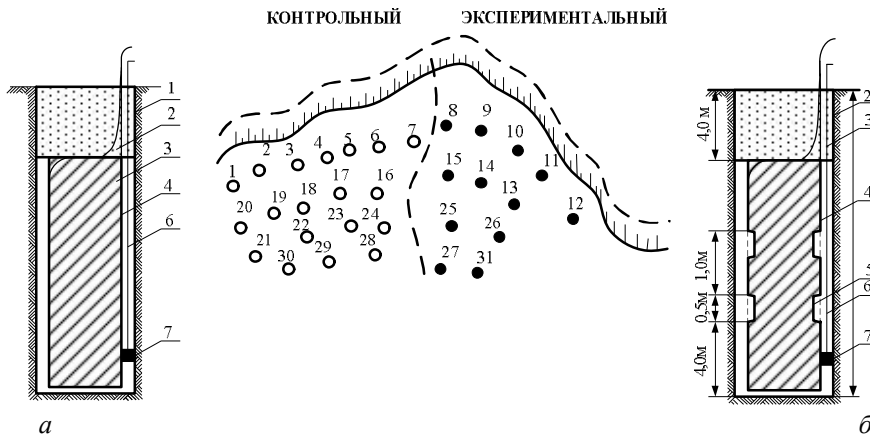 КОНТРОЛЬНЫЙ ЭКСПЕРИМЕНТАЛЬНЫЙ
1
2
3
4
6
7
а
1 2 3 4 5 6 7
20 19 18 17 16
21 22 23 24
30 29 28
8 9 10 11
15 14 13 12
25 26
27 31
4,0 м
1,0м
0,5м
4,0м
2
3
4
5
6
7
б